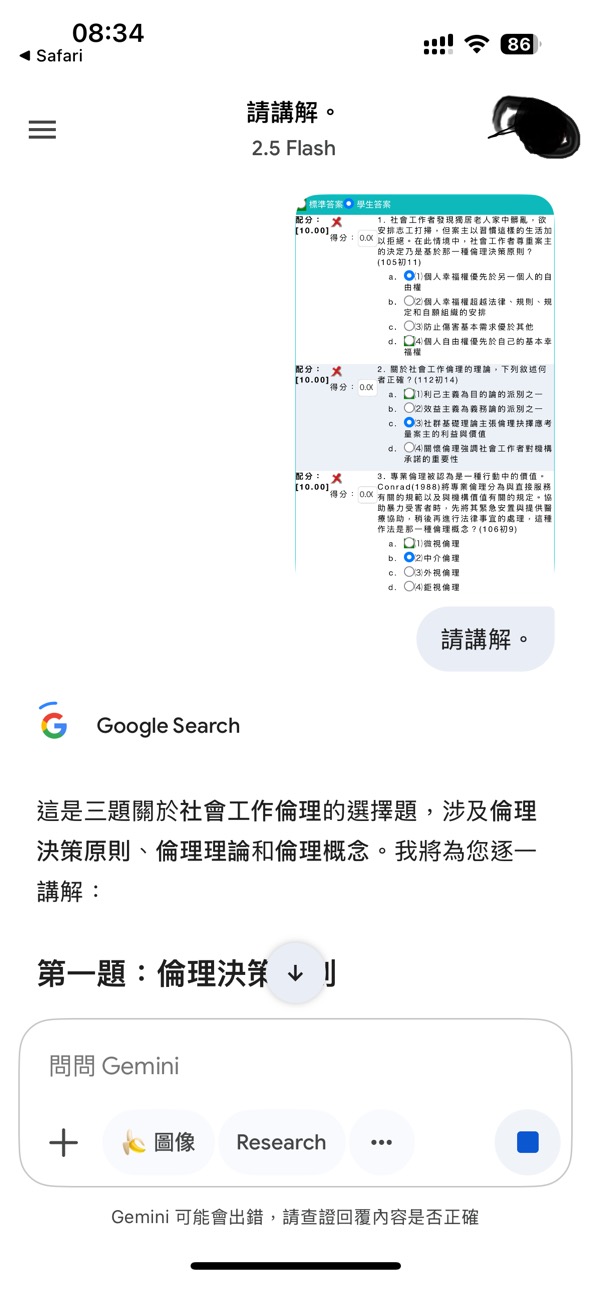 08:34
86
◀ Safari
請講解。
2.5 Flash
標準答案 學生答案
配分：
[10.00]
得分： 0.0(
1. 社會工作者發現獨居老人家中髒亂，欲
安排志工打掃，但案主以習慣這樣的生活加
以拒絕。在此情境中，社會工作者尊重案主
的決定乃是基於那一種倫理決策原則？
(105初11)
a. (1)個人幸福權優先於另一個人的自
由權
b. (2)個人幸福權超越法律、規則、規
定和自願組織的安排
c. (3)防止傷害基本需求優於其他
d. (4)個人自由權優先於自己的基本幸
福權
配分：
[10.00]
得分： 0.0(
2. 關於社會工作倫理的理論，下列敘述何
者正確？(112初14)
a. (1)利己主義為目的論的派別之一
b. (2)效益主義為義務論的派別之一
c. (3)社群基礎理論主張倫理抉擇應考
量案主的利益與價值
d. (4)關懷倫理強調社會工作者對機構
承諾的重要性
配分：
[10.00]
得分： 0.0(
3. 專業倫理被認為是一種行動中的價值。
Conrad(1988)將專業倫理分為與直接服務
有關的規範以及與機構價值有關的規定。協
助暴力受害者時，先將其緊急安置與提供醫
療協助，稍後再進行法律事宜的處理，這種
作法是那一種倫理概念？(106初9)
a. (1)微視倫理
b. (2)中介倫理
c. (3)外視倫理
d. (4)鉅視倫理
請講解。
Google Search
這是三題關於社會工作倫理的選擇題，涉及倫理
決策原則、倫理理論和倫理概念。我將為您逐一
講解：
第一題：倫理決策
問問 Gemini
圖像 Research
Gemini 可能會出錯，請查證回覆內容是否正確